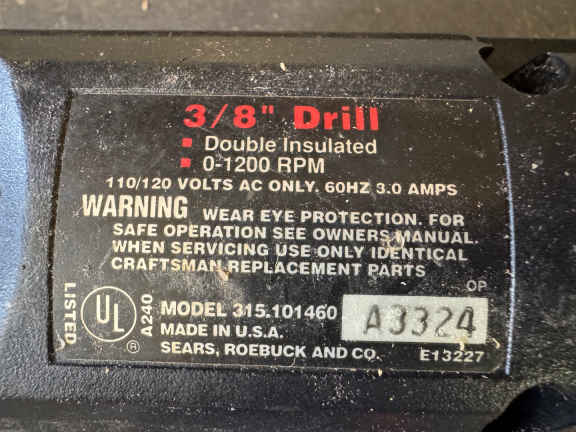 3/8" Drill
Double Insulated
0-1200 RPM
110/120 VOLTS AC ONLY. 60HZ 3.0 AMPS
WARNING WEAR EYE PROTECTION. FOR
SAFE OPERATION SEE OWNERS MANUAL.
WHEN SERVICING USE ONLY IDENTICAL
CRAFTSMAN REPLACEMENT PARTS
OP
LISTED
UL
®
A240
MODEL 315.101460
A3324
MADE IN U.S.A.
SEARS, ROEBUCK AND CO.
E13227